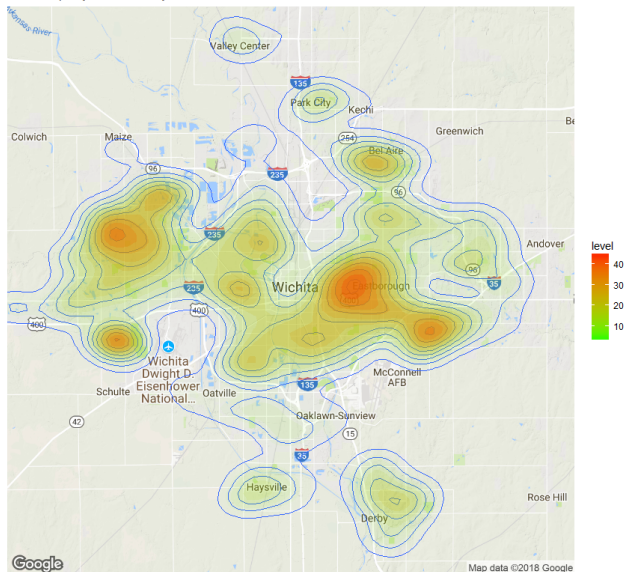 Arkansas-River
Valley Center
135
Park City
Kechi
Colwich
Maize
254
Greenwich
Be
Bel Aire
96
235
96
235
Andover
level
98
40
235
Wichita
Eastborough
35
30
400
400
20
10
Wichita
Dwight D.
Eisenhower
National...
McConnell
AFB
Schulte
Oatville
135
Oaklawn-Sunview
42
15
35
Haysville
Rose Hill
Derby
Google
Map data ©2018 Google